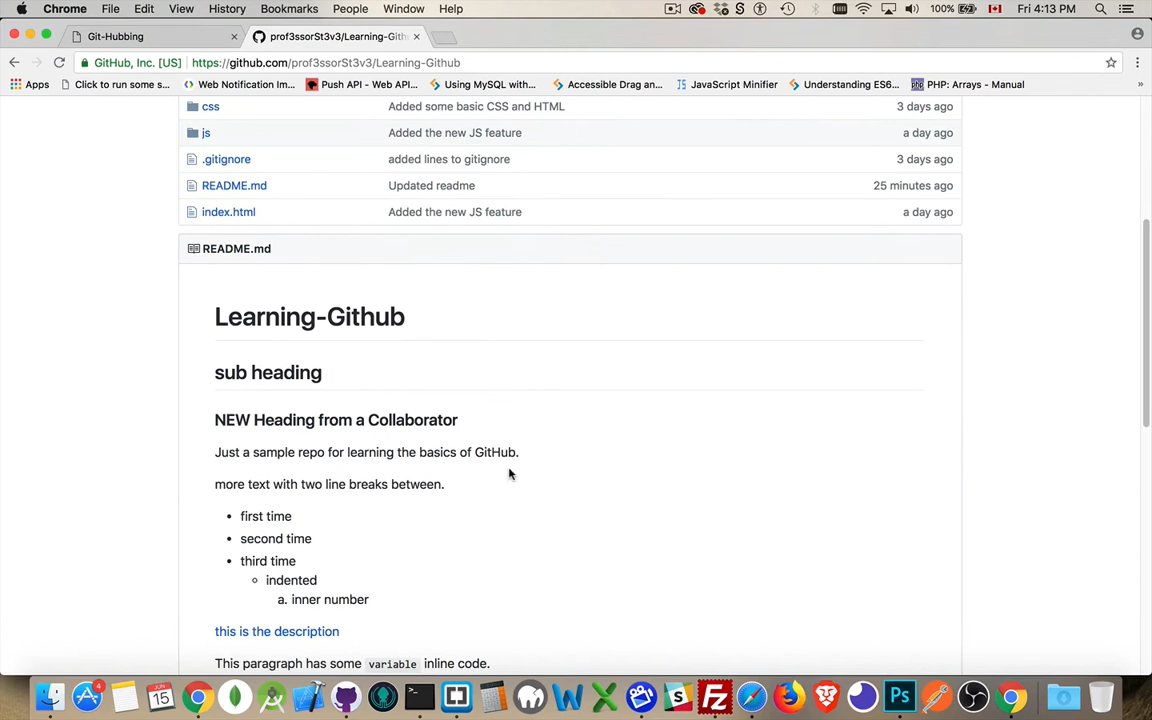 Chrome File Edit View History Bookmarks People Window Help 100% Fri 4:13 PM
Git-Hubbing prof3ssorSt3v3/Learning-Gith
GitHub, Inc. [US] https://github.com/prof3ssorSt3v3/Learning-Github
Apps Click to run some s... Web Notification Im... Push API - Web API... Using MySQL with... Accessible Drag an... JavaScript Minifier Understanding ES6... PHP: Arrays - Manual »
css Added some basic CSS and HTML 3 days ago
js Added the new JS feature a day ago
.gitignore added lines to gitignore 3 days ago
README.md Updated readme 25 minutes ago
index.html Added the new JS feature a day ago
README.md
Learning-Github
sub heading
NEW Heading from a Collaborator
Just a sample repo for learning the basics of GitHub.
more text with two line breaks between.
first time
second time
third time
indented
a. inner number
this is the description
This paragraph has some variable inline code.
4 JUN 15 W X S Fz Ps